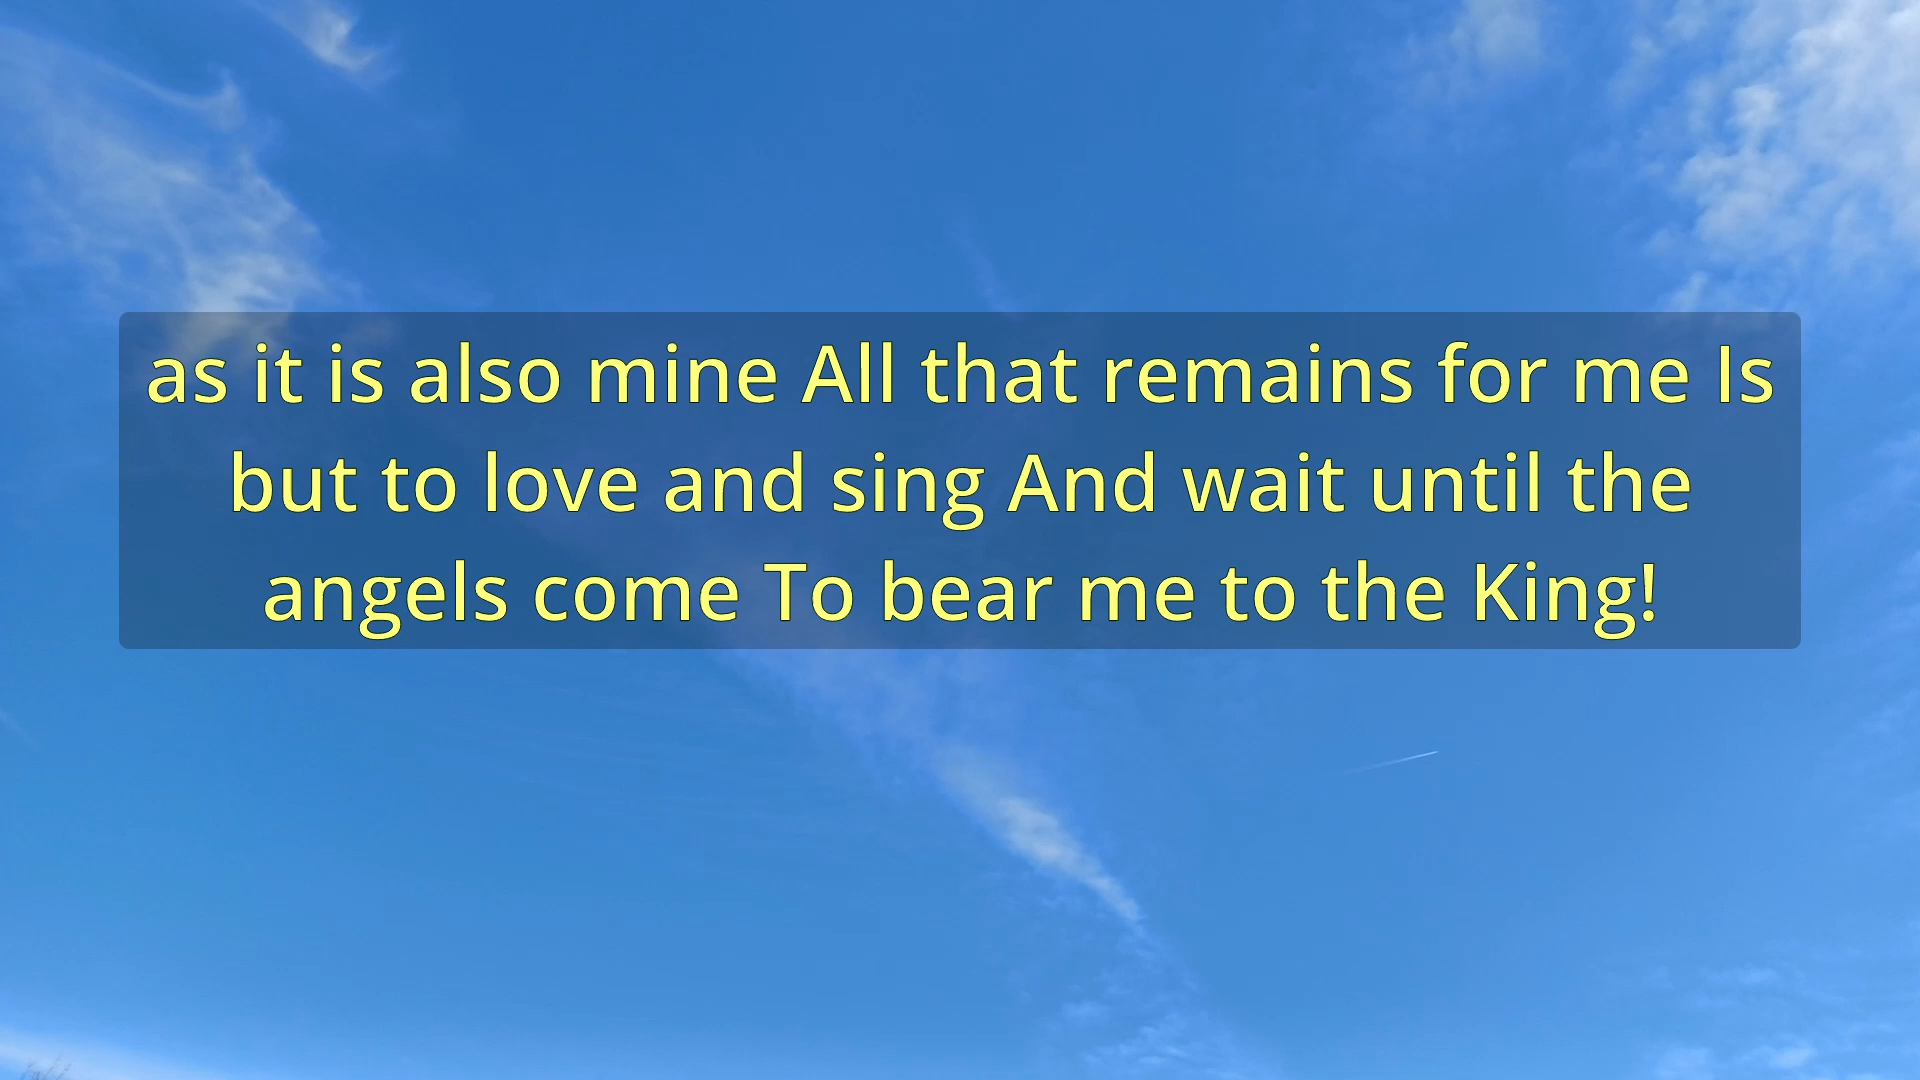 as it is also mine All that remains for me Is
but to love and sing And wait until the
angels come To bear me to the King!